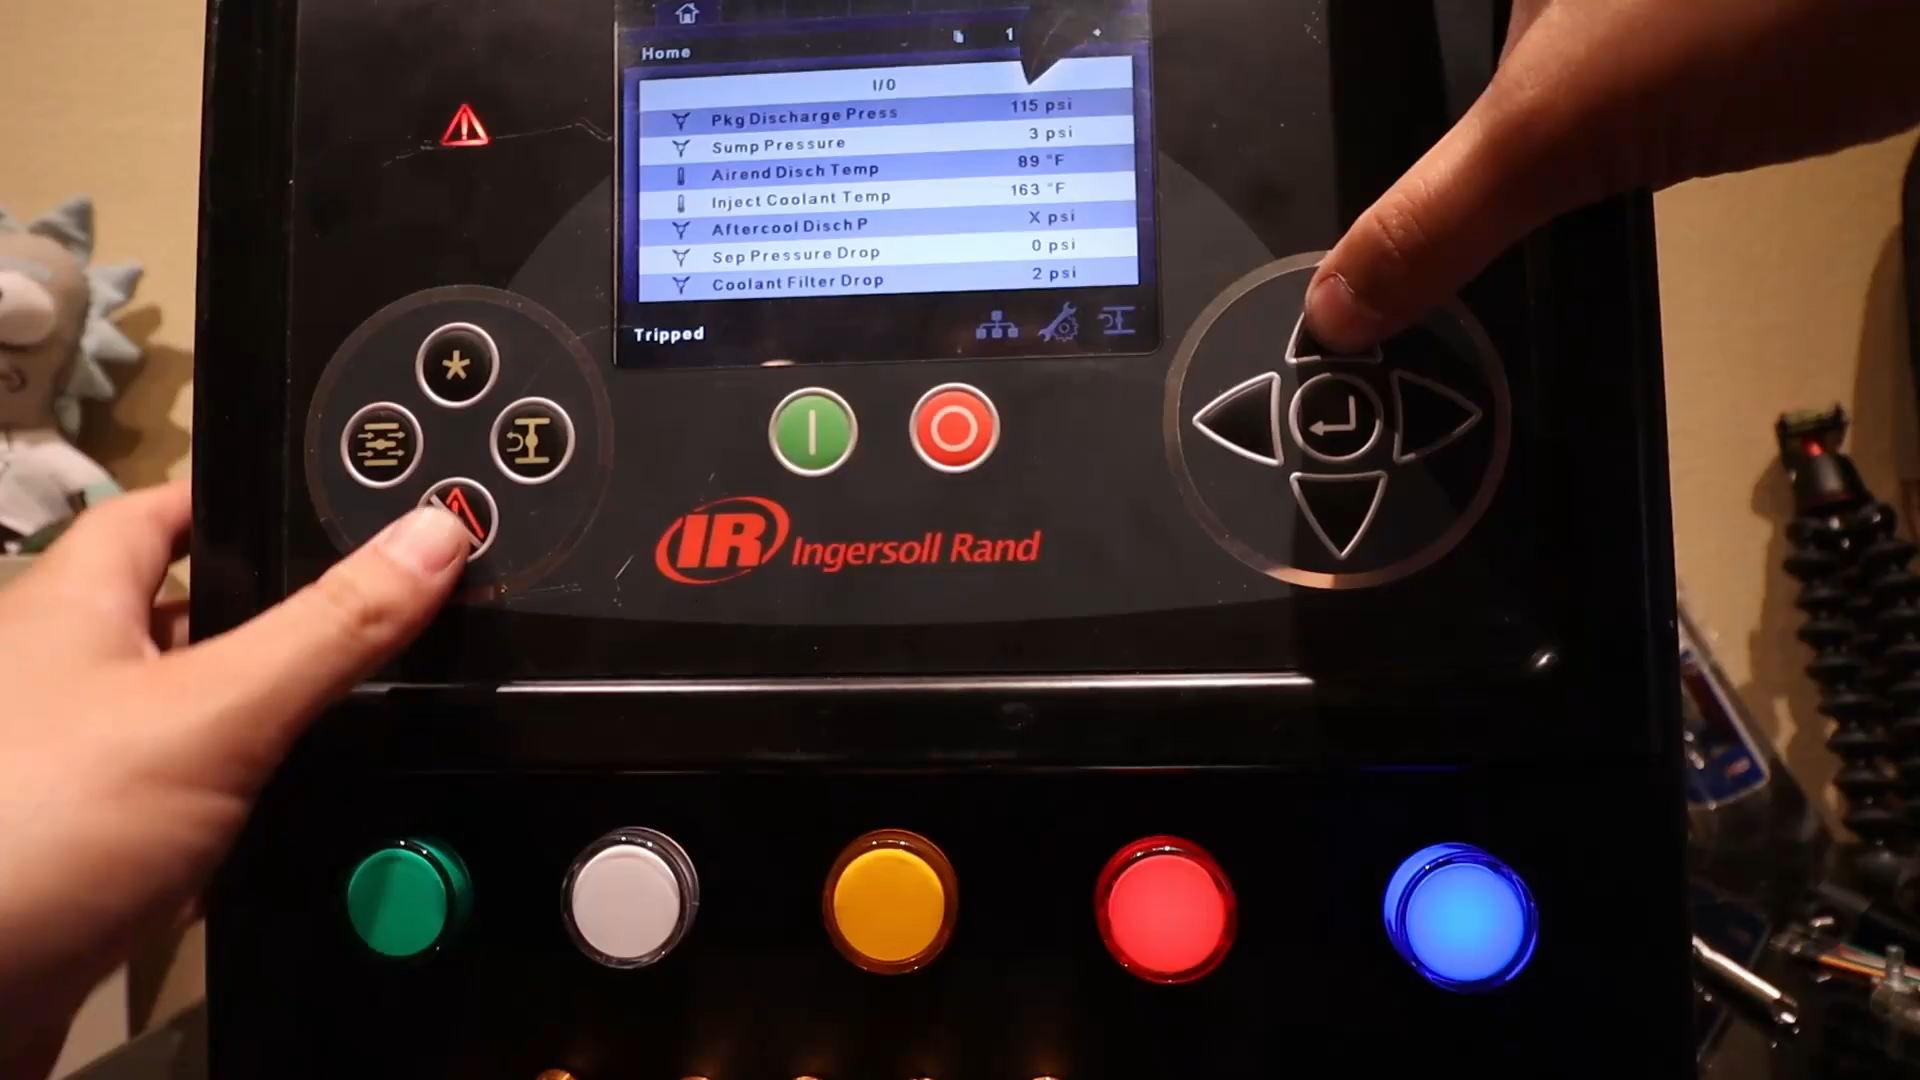 Home
1
I/O
Pkg Discharge Press 115 psi
Sump Pressure 3 psi
Airend Disch Temp 89 °F
Inject Coolant Temp 163 °F
Aftercool Disch P X psi
Sep Pressure Drop 0 psi
Coolant Filter Drop 2 psi
Tripped
IR Ingersoll Rand